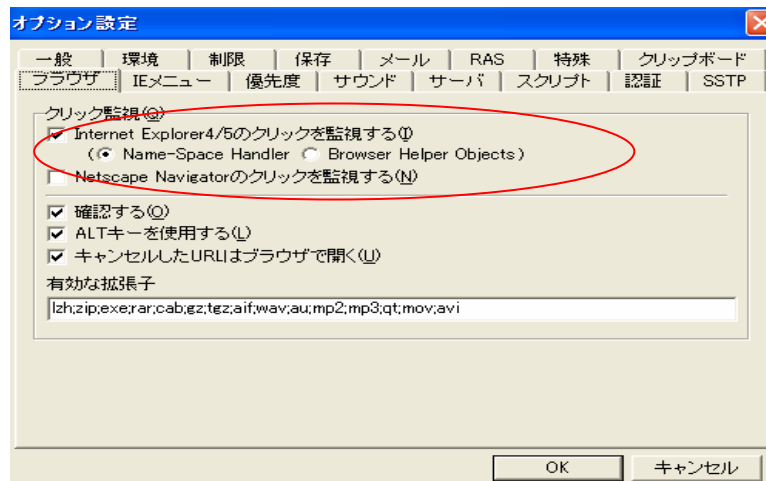 オプション設定
一般 環境 制限 保存 メール RAS 特殊 クリップボード
ブラウザ IEメニュー 優先度 サウンド サーバ スクリプト 認証 SSTP
クリック監視(Q)
Internet Explorer4/5のクリックを監視する(I)
(Name-Space Handler Browser Helper Objects)
Netscape Navigatorのクリックを監視する(N)
確認する(O)
ALTキーを使用する(L)
キャンセルしたURLはブラウザで開く(U)
有効な拡張子
lzh;zip;exe;rar;cab;gz;tgz;aif;wav;au;mp2;mp3;qt;mov;avi
OK キャンセル